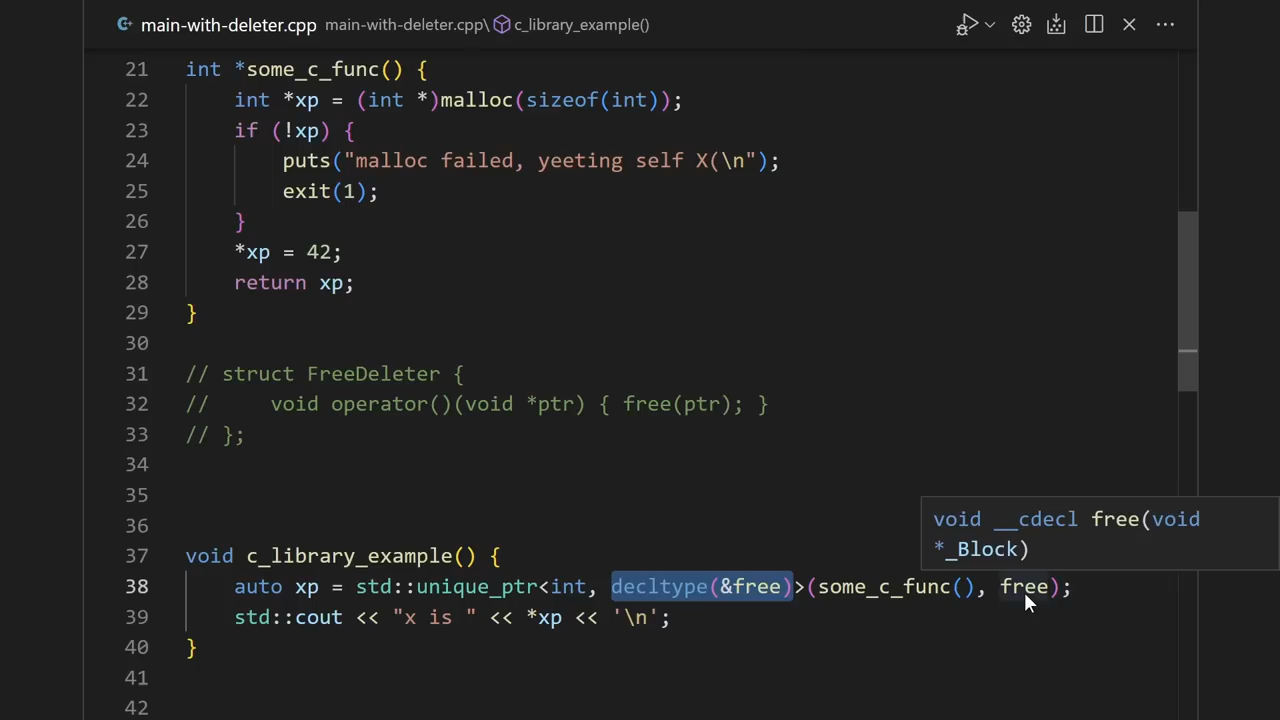 main-with-deleter.cpp main-with-deleter.cpp\ c_library_example()
21 int *some_c_func() {
22     int *xp = (int *)malloc(sizeof(int));
23     if (!xp) {
24         puts("malloc failed, yeeting self X(\n");
25         exit(1);
26     }
27     *xp = 42;
28     return xp;
29 }
30
31 // struct FreeDeleter {
32 //     void operator()(void *ptr) { free(ptr); }
33 // };
34
35
36
void __cdecl free(void
*_Block)
37 void c_library_example() {
38     auto xp = std::unique_ptr<int, decltype(&free)>(some_c_func(), free);
39     std::cout << "x is " << *xp << '\n';
40 }
41
42